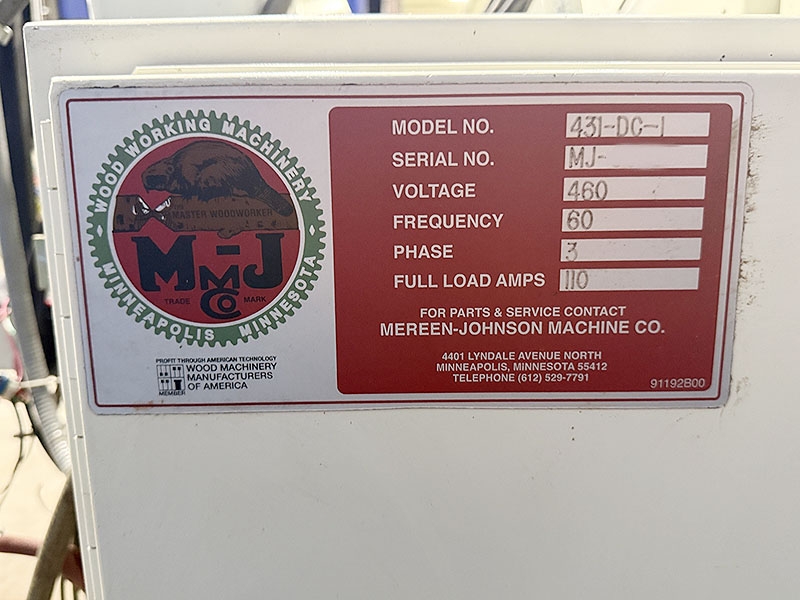 WOOD WORKING MACHINERY
MASTER WOODWORKER
M-J
M
CO
TRADE MARK
MINNEAPOLIS MINNESOTA
PROFIT THROUGH AMERICAN TECHNOLOGY
WOOD MACHINERY
MANUFACTURERS
OF AMERICA
MEMBER
MODEL NO. 431-DC-1
SERIAL NO. MJ-
VOLTAGE 460
FREQUENCY 60
PHASE 3
FULL LOAD AMPS 110
FOR PARTS & SERVICE CONTACT
MEREEN-JOHNSON MACHINE CO.
4401 LYNDALE AVENUE NORTH
MINNEAPOLIS, MINNESOTA 55412
TELEPHONE (612) 529-7791
91192B00